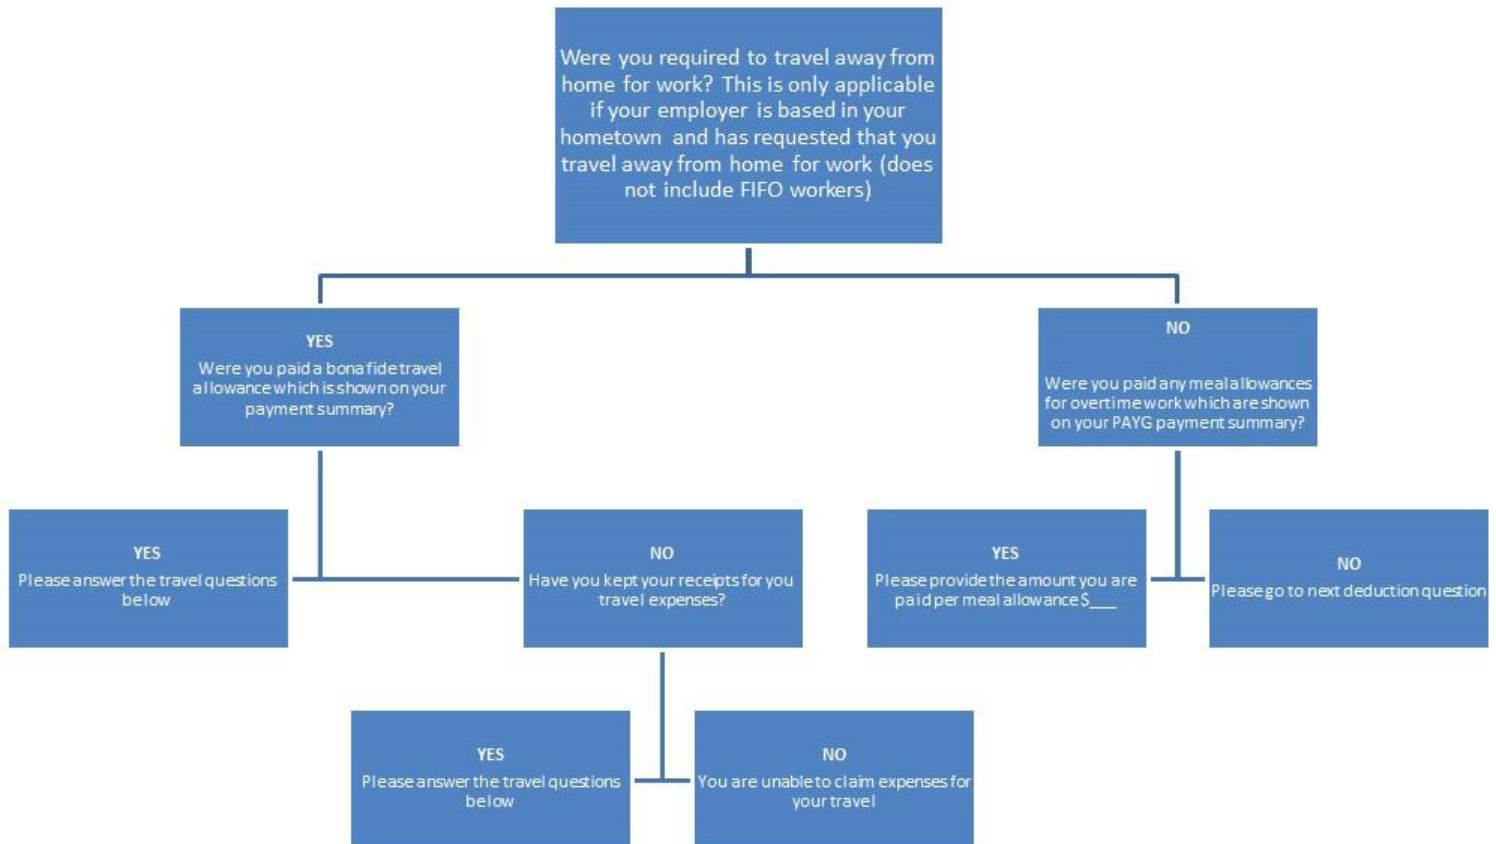 Were you required to travel away from
home for work? This is only applicable
if your employer is based in your
hometown and has requested that you
travel away from home for work (does
not include FIFO workers)
YES
Were you paid a bona fide travel
allowance which is shown on your
payment summary?
NO
Were you paid any meal allowances
for overtime work which are shown
on your PAYG payment summary?
YES
Please answer the travel questions
below
NO
Have you kept your receipts for you
travel expenses?
YES
Please provide the amount you are
paid per meal allowance $___
NO
Please go to next deduction question
YES
Please answer the travel questions
below
NO
You are unable to claim expenses for
your travel